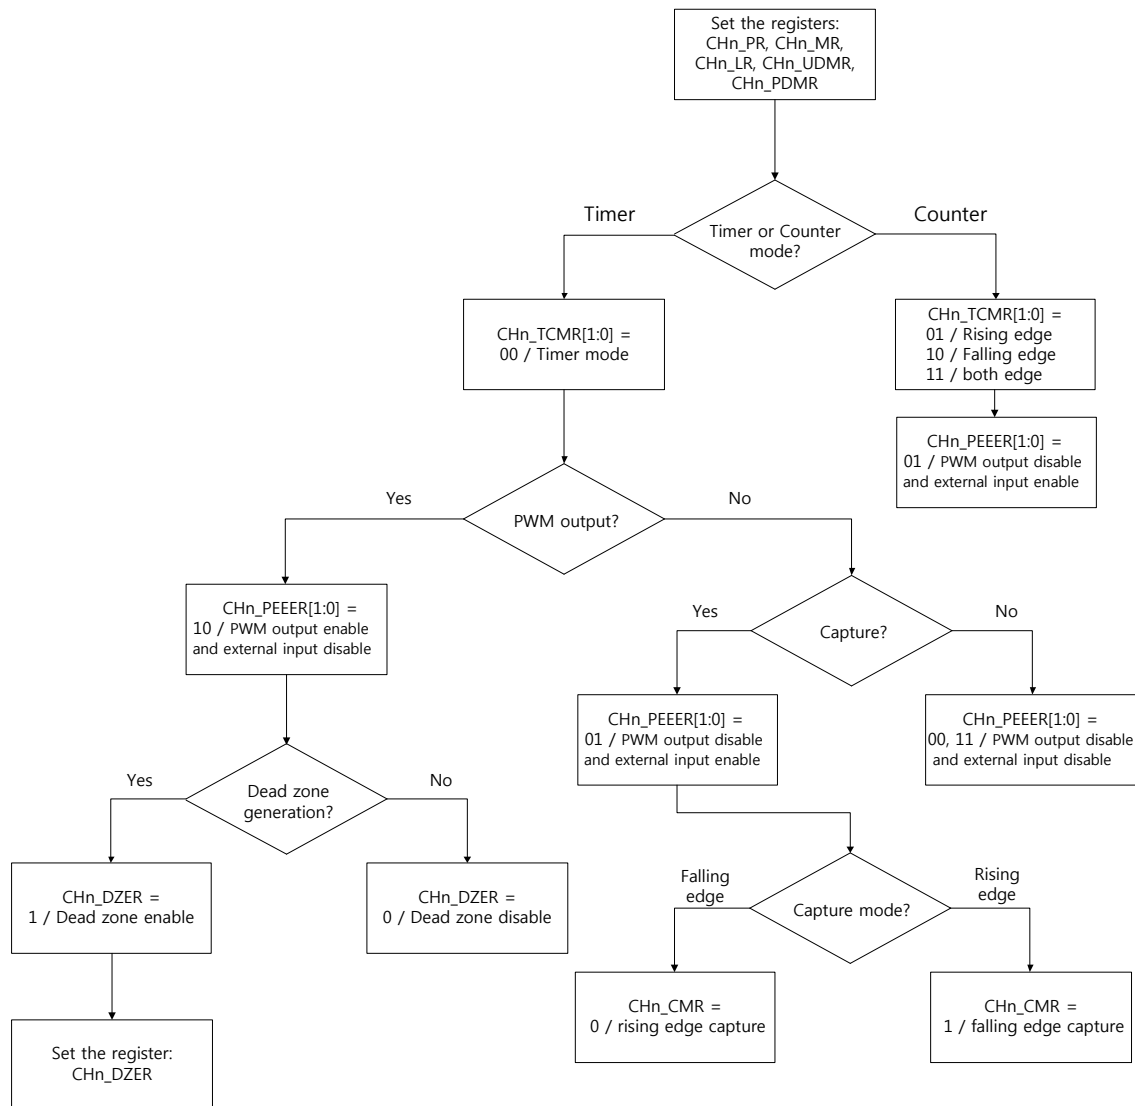 Set the registers:
CHn_PR, CHn_MR,
CHn_LR, CHn_UDMR,
CHn_PDMR
Timer
Counter
Timer or Counter
mode?
CHn_TCMR[1:0] =
00 / Timer mode
CHn_TCMR[1:0] =
01 / Rising edge
10 / Falling edge
11 / both edge
CHn_PEEER[1:0] =
01 / PWM output disable
and external input enable
Yes
PWM output?
No
CHn_PEEER[1:0] =
10 / PWM output enable
and external input disable
Yes
Capture?
No
CHn_PEEER[1:0] =
01 / PWM output disable
and external input enable
CHn_PEEER[1:0] =
00, 11 / PWM output disable
and external input disable
Yes
Dead zone
generation?
No
CHn_DZER =
1 / Dead zone enable
CHn_DZER =
0 / Dead zone disable
Falling
edge
Capture mode?
Rising
edge
CHn_CMR =
0 / rising edge capture
CHn_CMR =
1 / falling edge capture
Set the register:
CHn_DZER